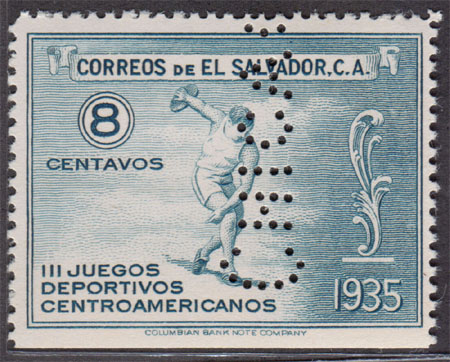 CORREOS DE EL SALVADOR, C.A.
8
CENTAVOS
III JUEGOS
DEPORTIVOS
CENTROAMERICANOS
1935
COLUMBIAN BANK NOTE COMPANY